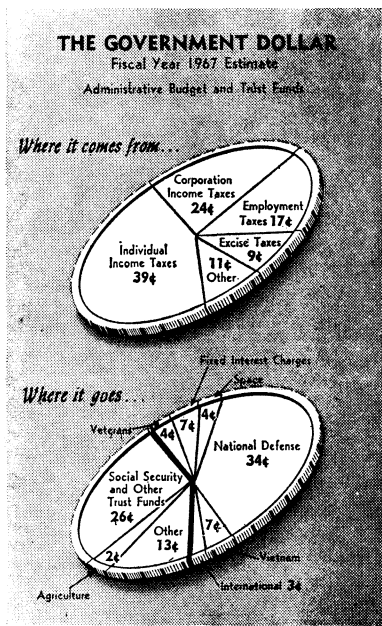 THE GOVERNMENT DOLLAR
Fiscal Year 1967 Estimate
Administrative Budget and Trust Funds
Where it comes from...
Corporation
Income Taxes
24¢
Employment
Taxes 17¢
Excise Taxes
9¢
11¢
Other
Individual
Income Taxes
39¢
Fixed Interest Charges
Where it goes...
Space
Veterans
4¢
7¢
4¢
National Defense
34¢
Social Security
and Other
Trust Funds
26¢
Other
13¢
7¢
2¢
Vietnam
International 3¢
Agriculture